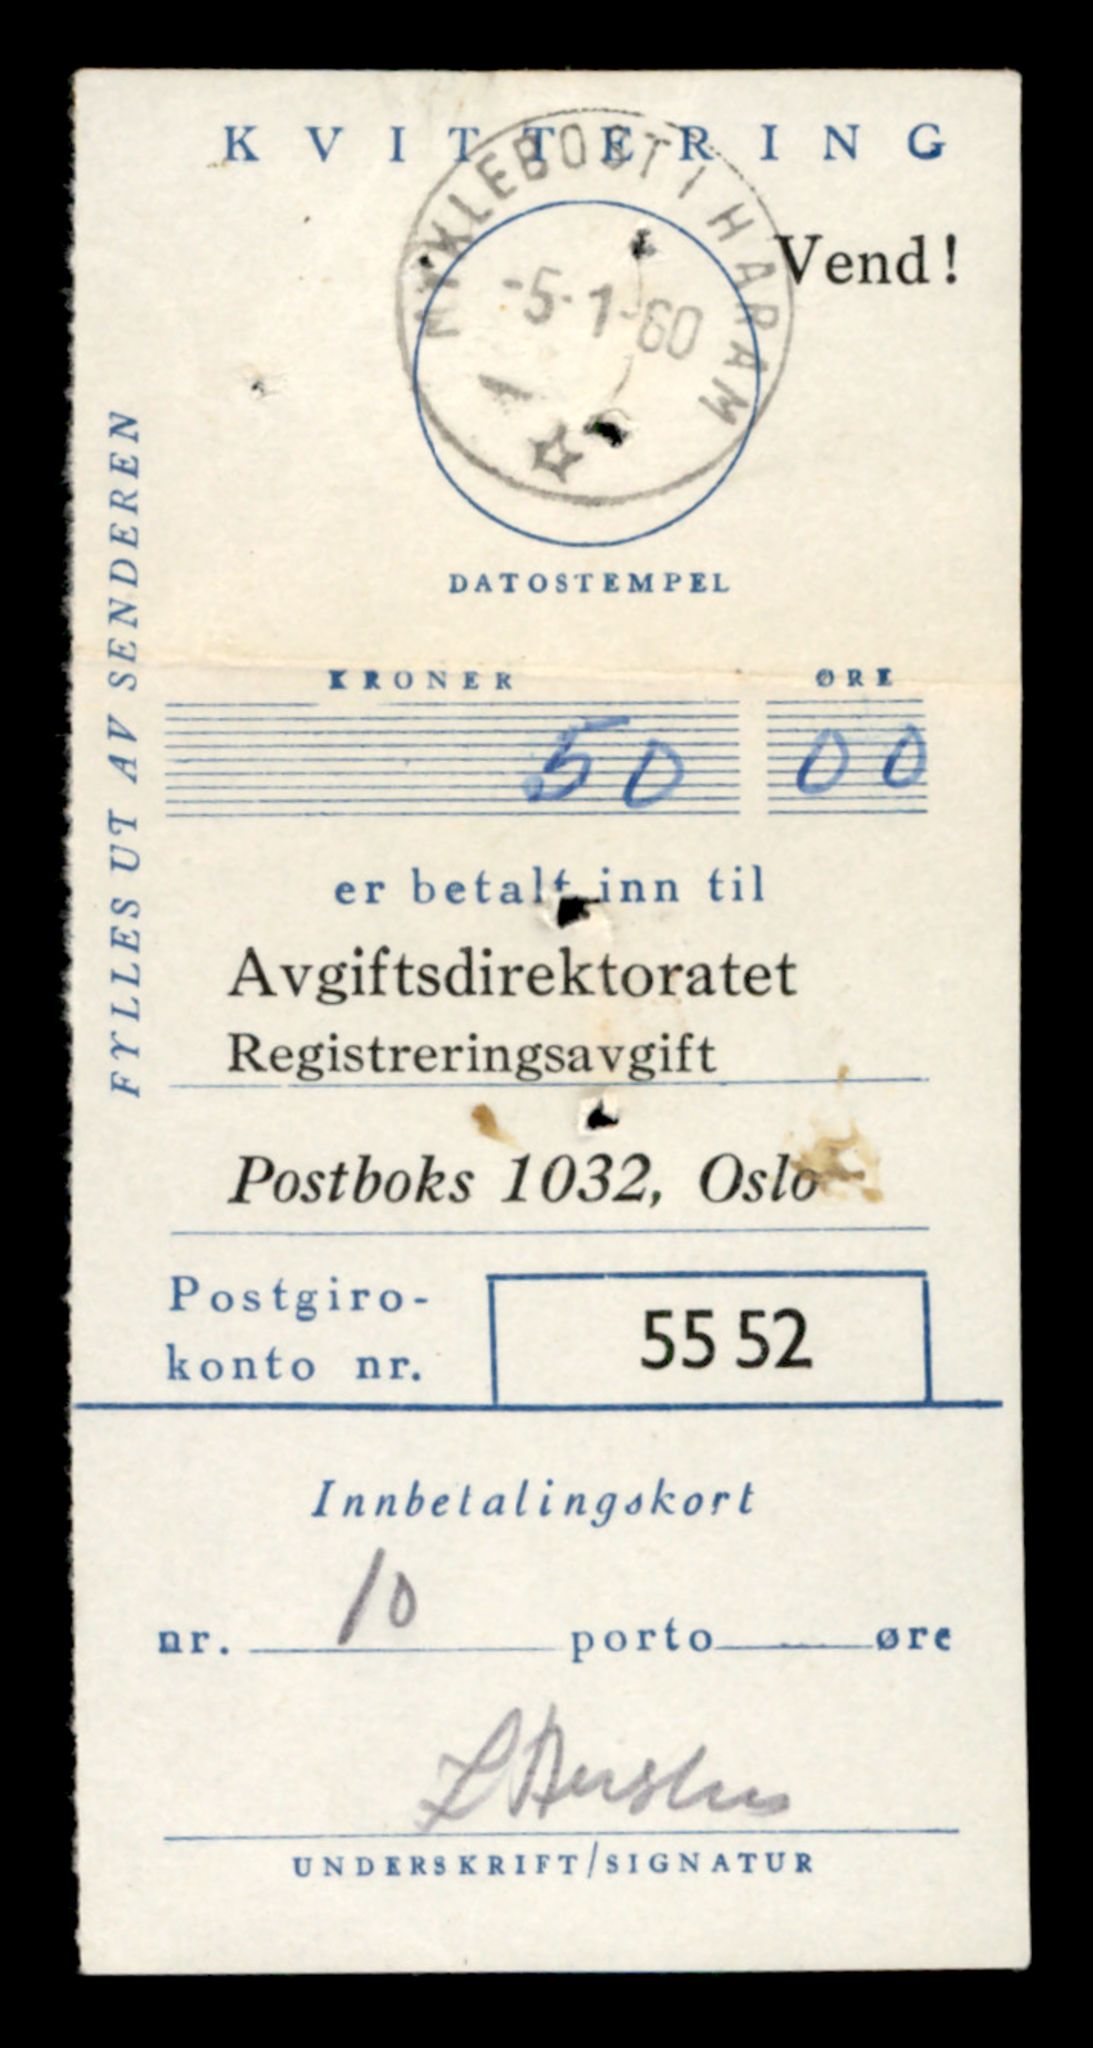 KVITTERING
Vend!
MYKLEBOST I HARAM
-5-1-60
DATOSTEMPEL
FYLLES UT AV SENDEREN
KRONER ØRE
50 00
er betalt inn til
Avgiftsdirektoratet
Registreringsavgift
Postboks 1032, Oslo
Postgiro-
konto nr.
55 52
Innbetalingskort
nr. 10 porto øre
UNDERSKRIFT/SIGNATUR